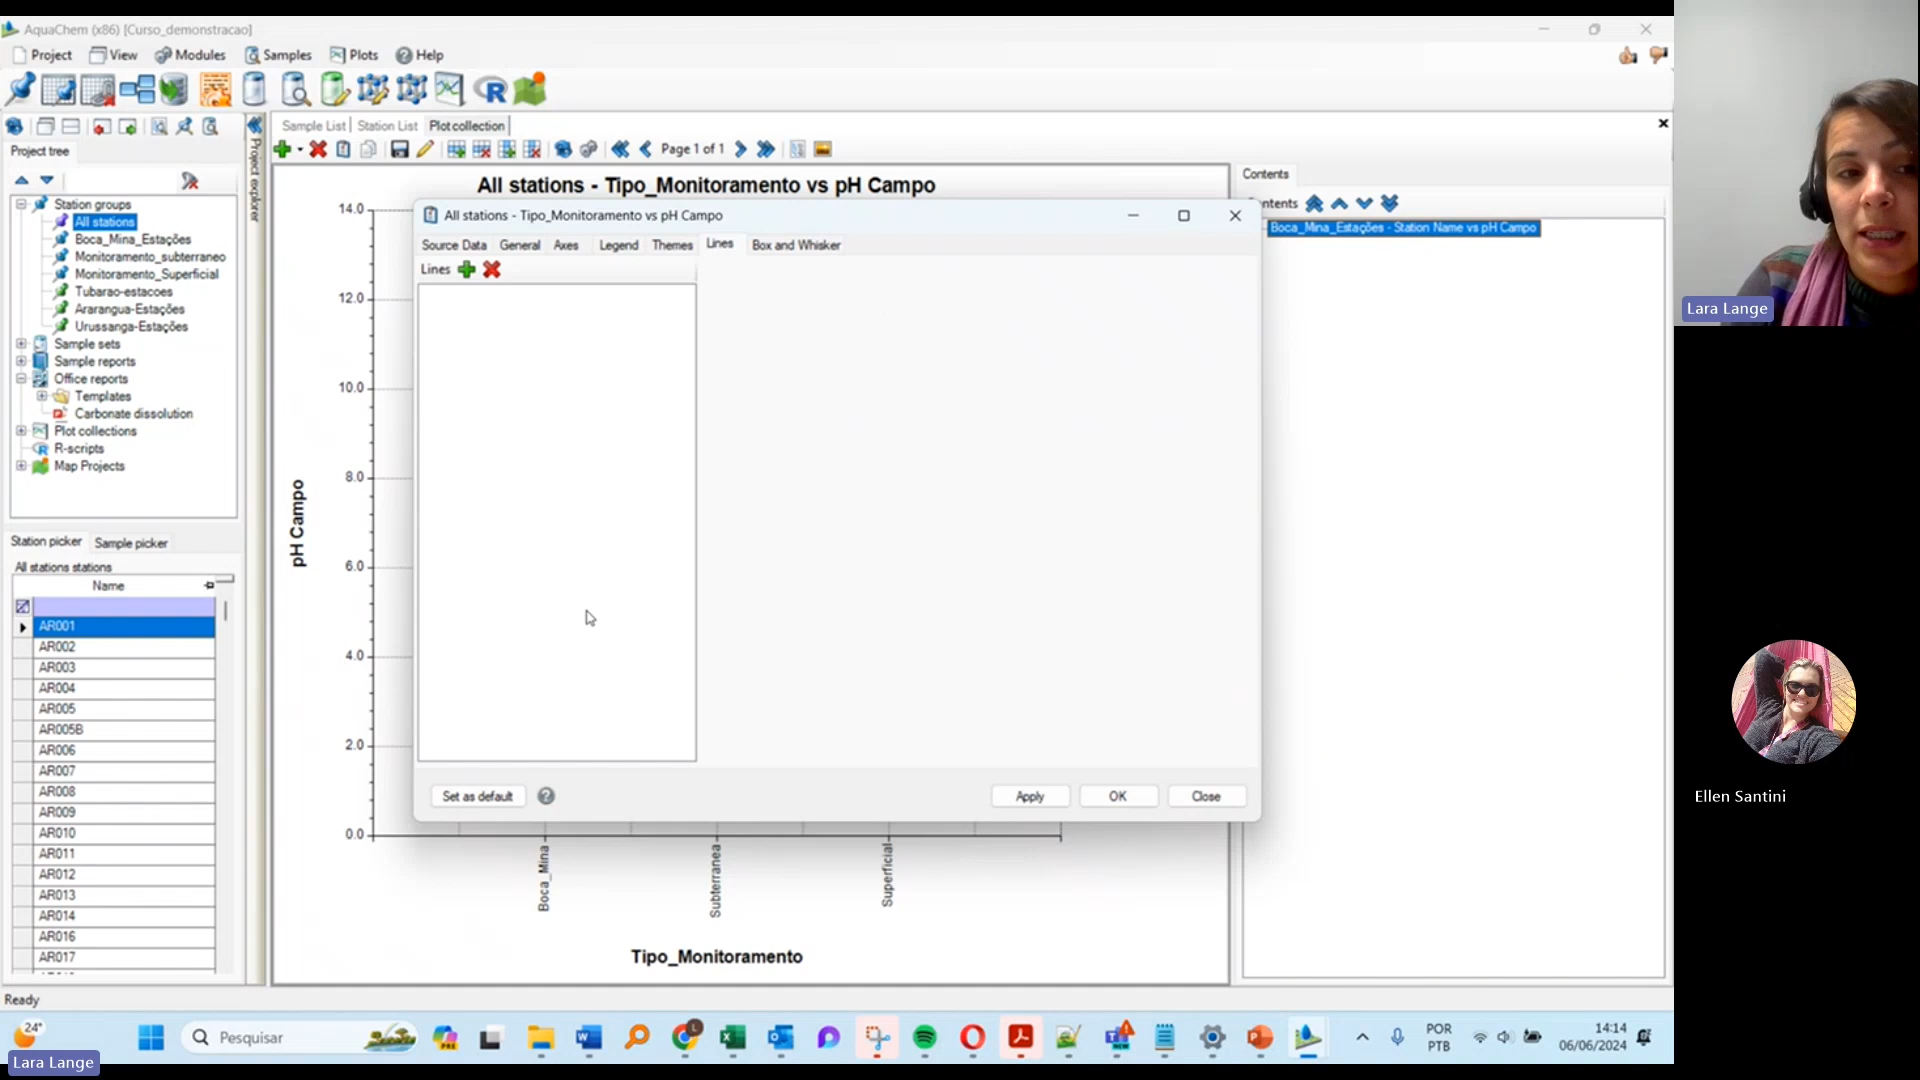 AquaChem (x86) [Curso_demonstracao]
Project View Modules Samples Plots Help
Project tree
Station groups
All stations
Boca_Mina_Estações
Monitoramento_subterraneo
Monitoramento_Superficial
Tubarao-estacoes
Ararangua-Estações
Urussanga-Estações
Sample sets
Sample reports
Office reports
Templates
Carbonate dissolution
Plot collections
R-scripts
Map Projects
Project explorer
Station picker Sample picker
All stations stations
Name
AR001
AR002
AR003
AR004
AR005
AR005B
AR006
AR007
AR008
AR009
AR010
AR011
AR012
AR013
AR014
AR016
AR017
Ready
Sample List Station List Plot collection
Page 1 of 1
All stations - Tipo_Monitoramento vs pH Campo
14.0
12.0
10.0
8.0
6.0
4.0
2.0
0.0
pH Campo
Boca_Mina
Subterranea
Superficial
Tipo_Monitoramento
All stations - Tipo_Monitoramento vs pH Campo
Source Data General Axes Legend Themes Lines Box and Whisker
Lines
Set as default
Apply OK Close
Contents
ntents
Boca_Mina_Estações - Station Name vs pH Campo
24°
Pesquisar
PRE
L
NEW
POR
PTB
14:14
06/06/2024
Lara Lange
Lara Lange
Ellen Santini